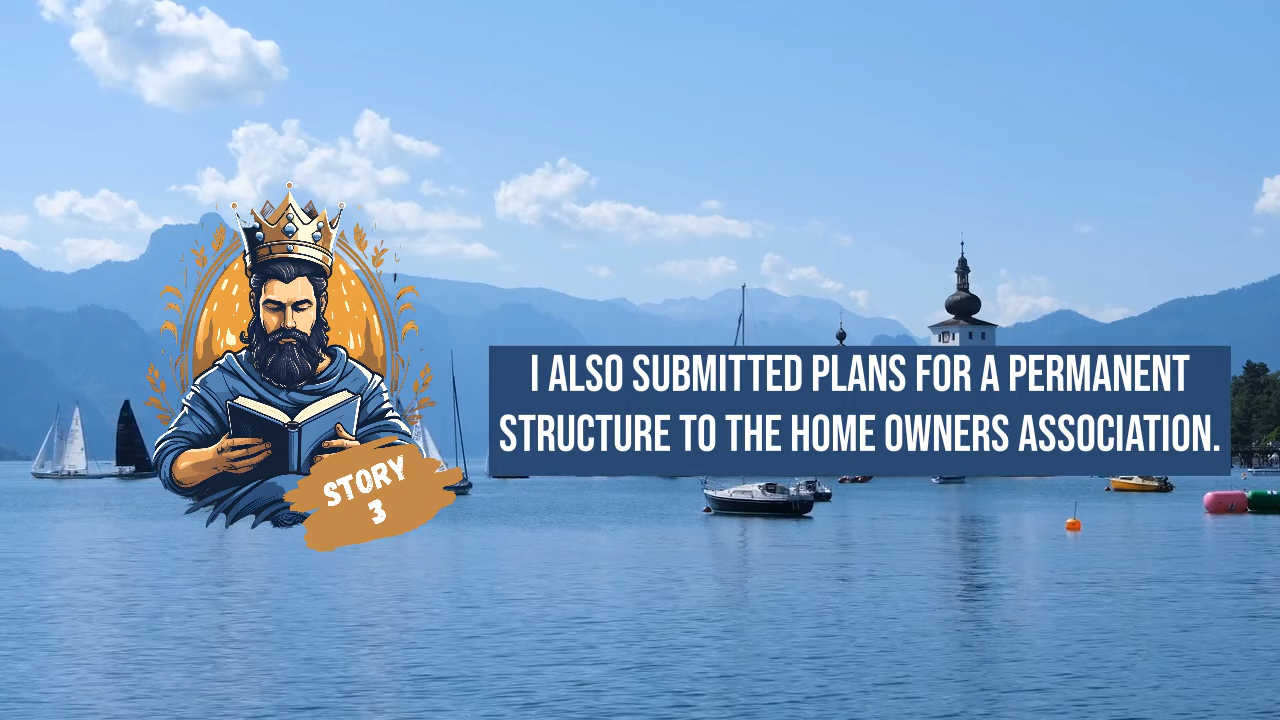 I ALSO SUBMITTED PLANS FOR A PERMANENT
STRUCTURE TO THE HOME OWNERS ASSOCIATION.
STORY
3